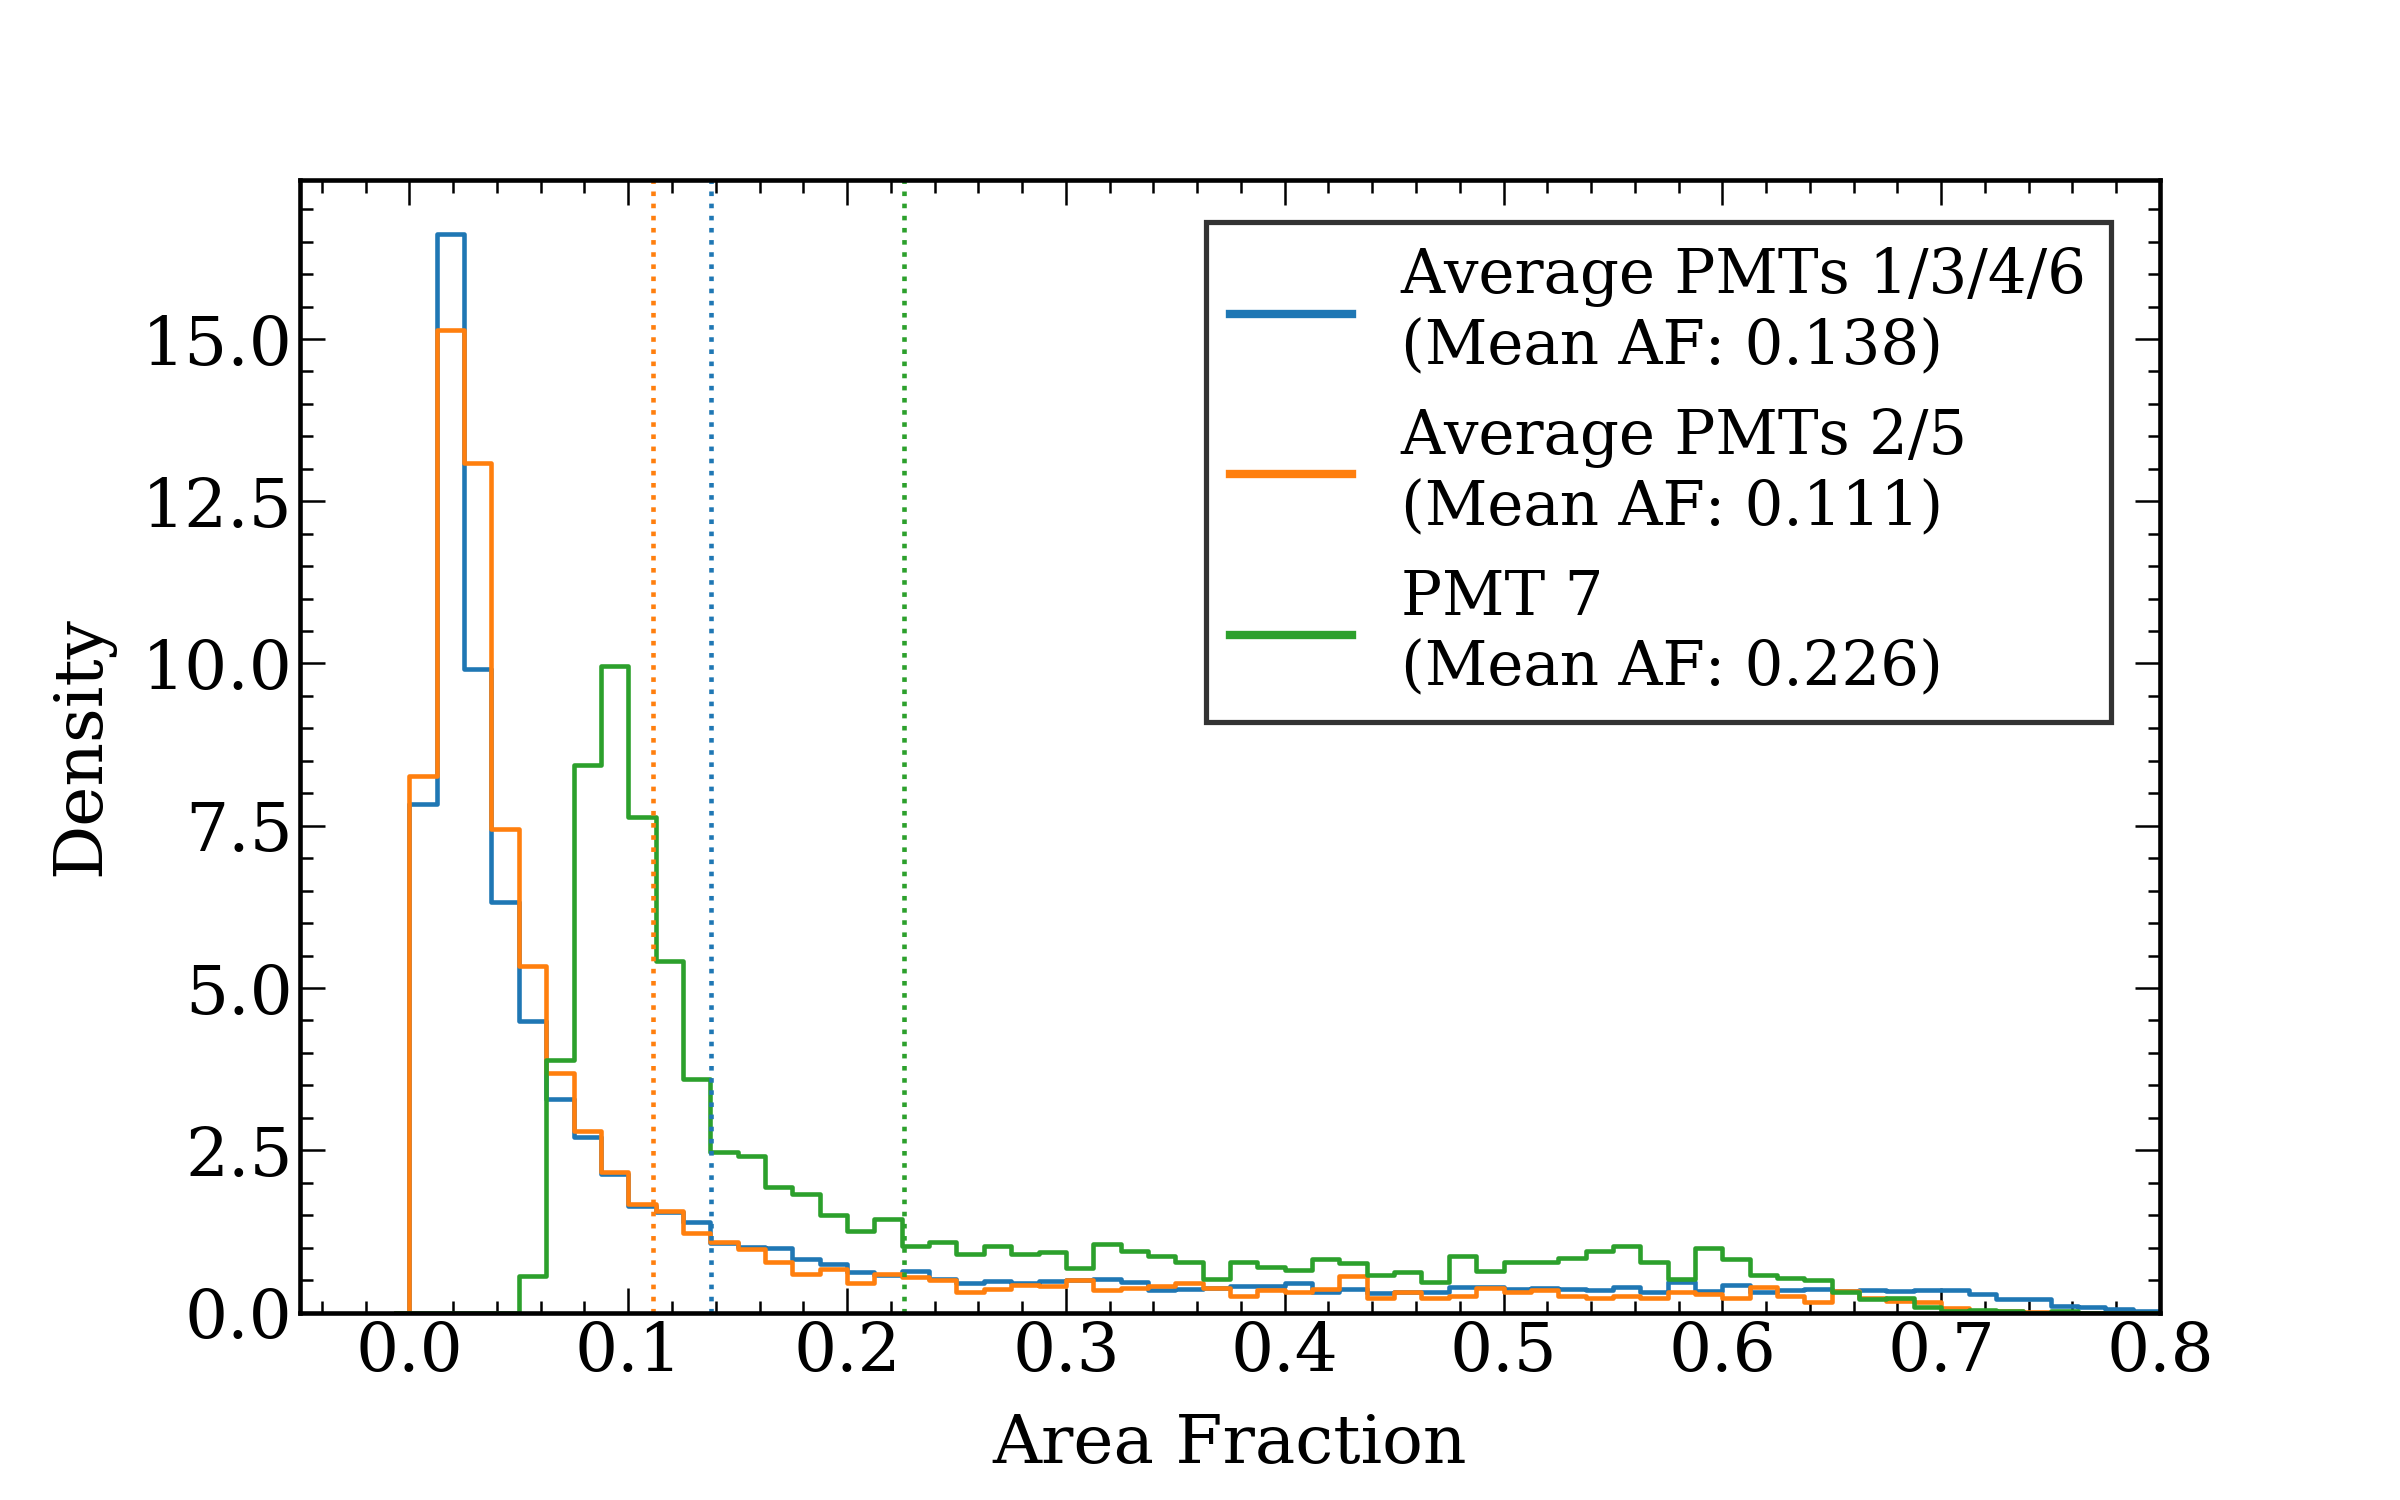 Average PMTs 1/3/4/6
(Mean AF: 0.138)
Average PMTs 2/5
(Mean AF: 0.111)
PMT 7
(Mean AF: 0.226)
Density
15.0
12.5
10.0
7.5
5.0
2.5
0.0
0.0 0.1 0.2 0.3 0.4 0.5 0.6 0.7 0.8
Area Fraction